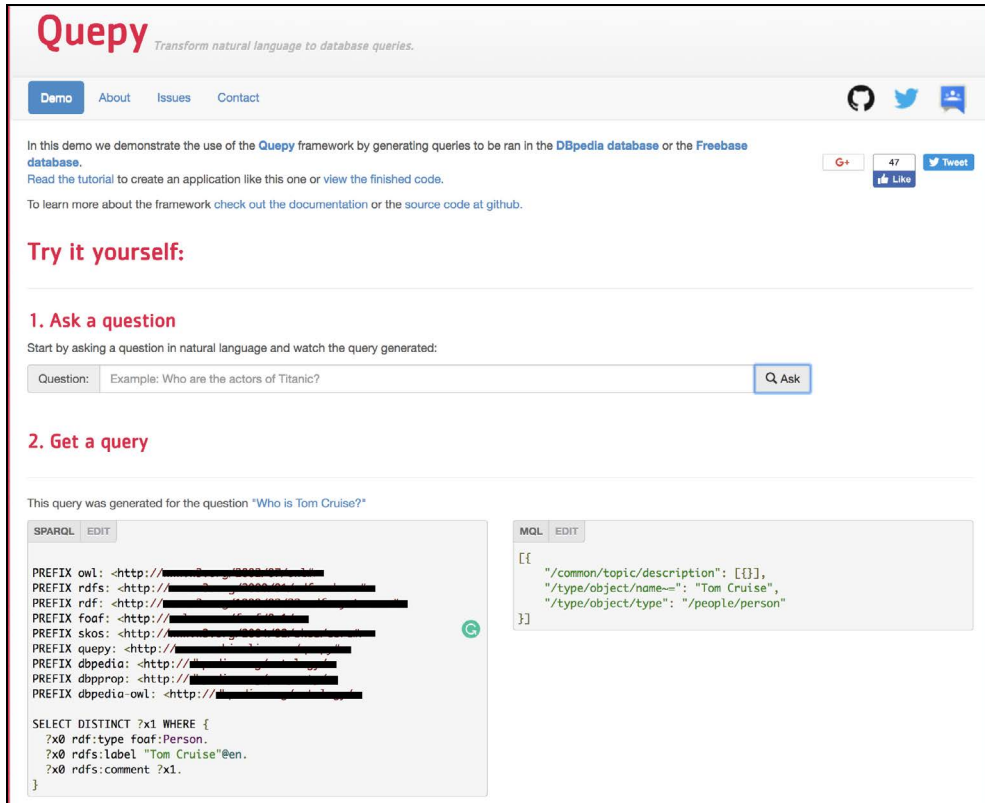 Quepy Transform natural language to database queries.
Demo About Issues Contact
In this demo we demonstrate the use of the Quepy framework by generating queries to be ran in the DBpedia database or the Freebase
database.
Read the tutorial to create an application like this one or view the finished code.
To learn more about the framework check out the documentation or the source code at github.
G+ 47 Tweet
Like
Try it yourself:
1. Ask a question
Start by asking a question in natural language and watch the query generated:
Question: Example: Who are the actors of Titanic? Ask
2. Get a query
This query was generated for the question "Who is Tom Cruise?"
SPARQL EDIT
PREFIX owl: <http://
PREFIX rdfs: <http://
PREFIX rdf: <http://
PREFIX foaf: <http://
PREFIX skos: <http://
PREFIX quepy: <http://
PREFIX dbpedia: <http://
PREFIX dbpprop: <http://
PREFIX dbpedia-owl: <http://
SELECT DISTINCT ?x1 WHERE {
?x0 rdf:type foaf:Person.
?x0 rdfs:label "Tom Cruise"@en.
?x0 rdfs:comment ?x1.
}
MQL EDIT
[{
"/common/topic/description": [{}],
"/type/object/name~=": "Tom Cruise",
"/type/object/type": "/people/person"
}]